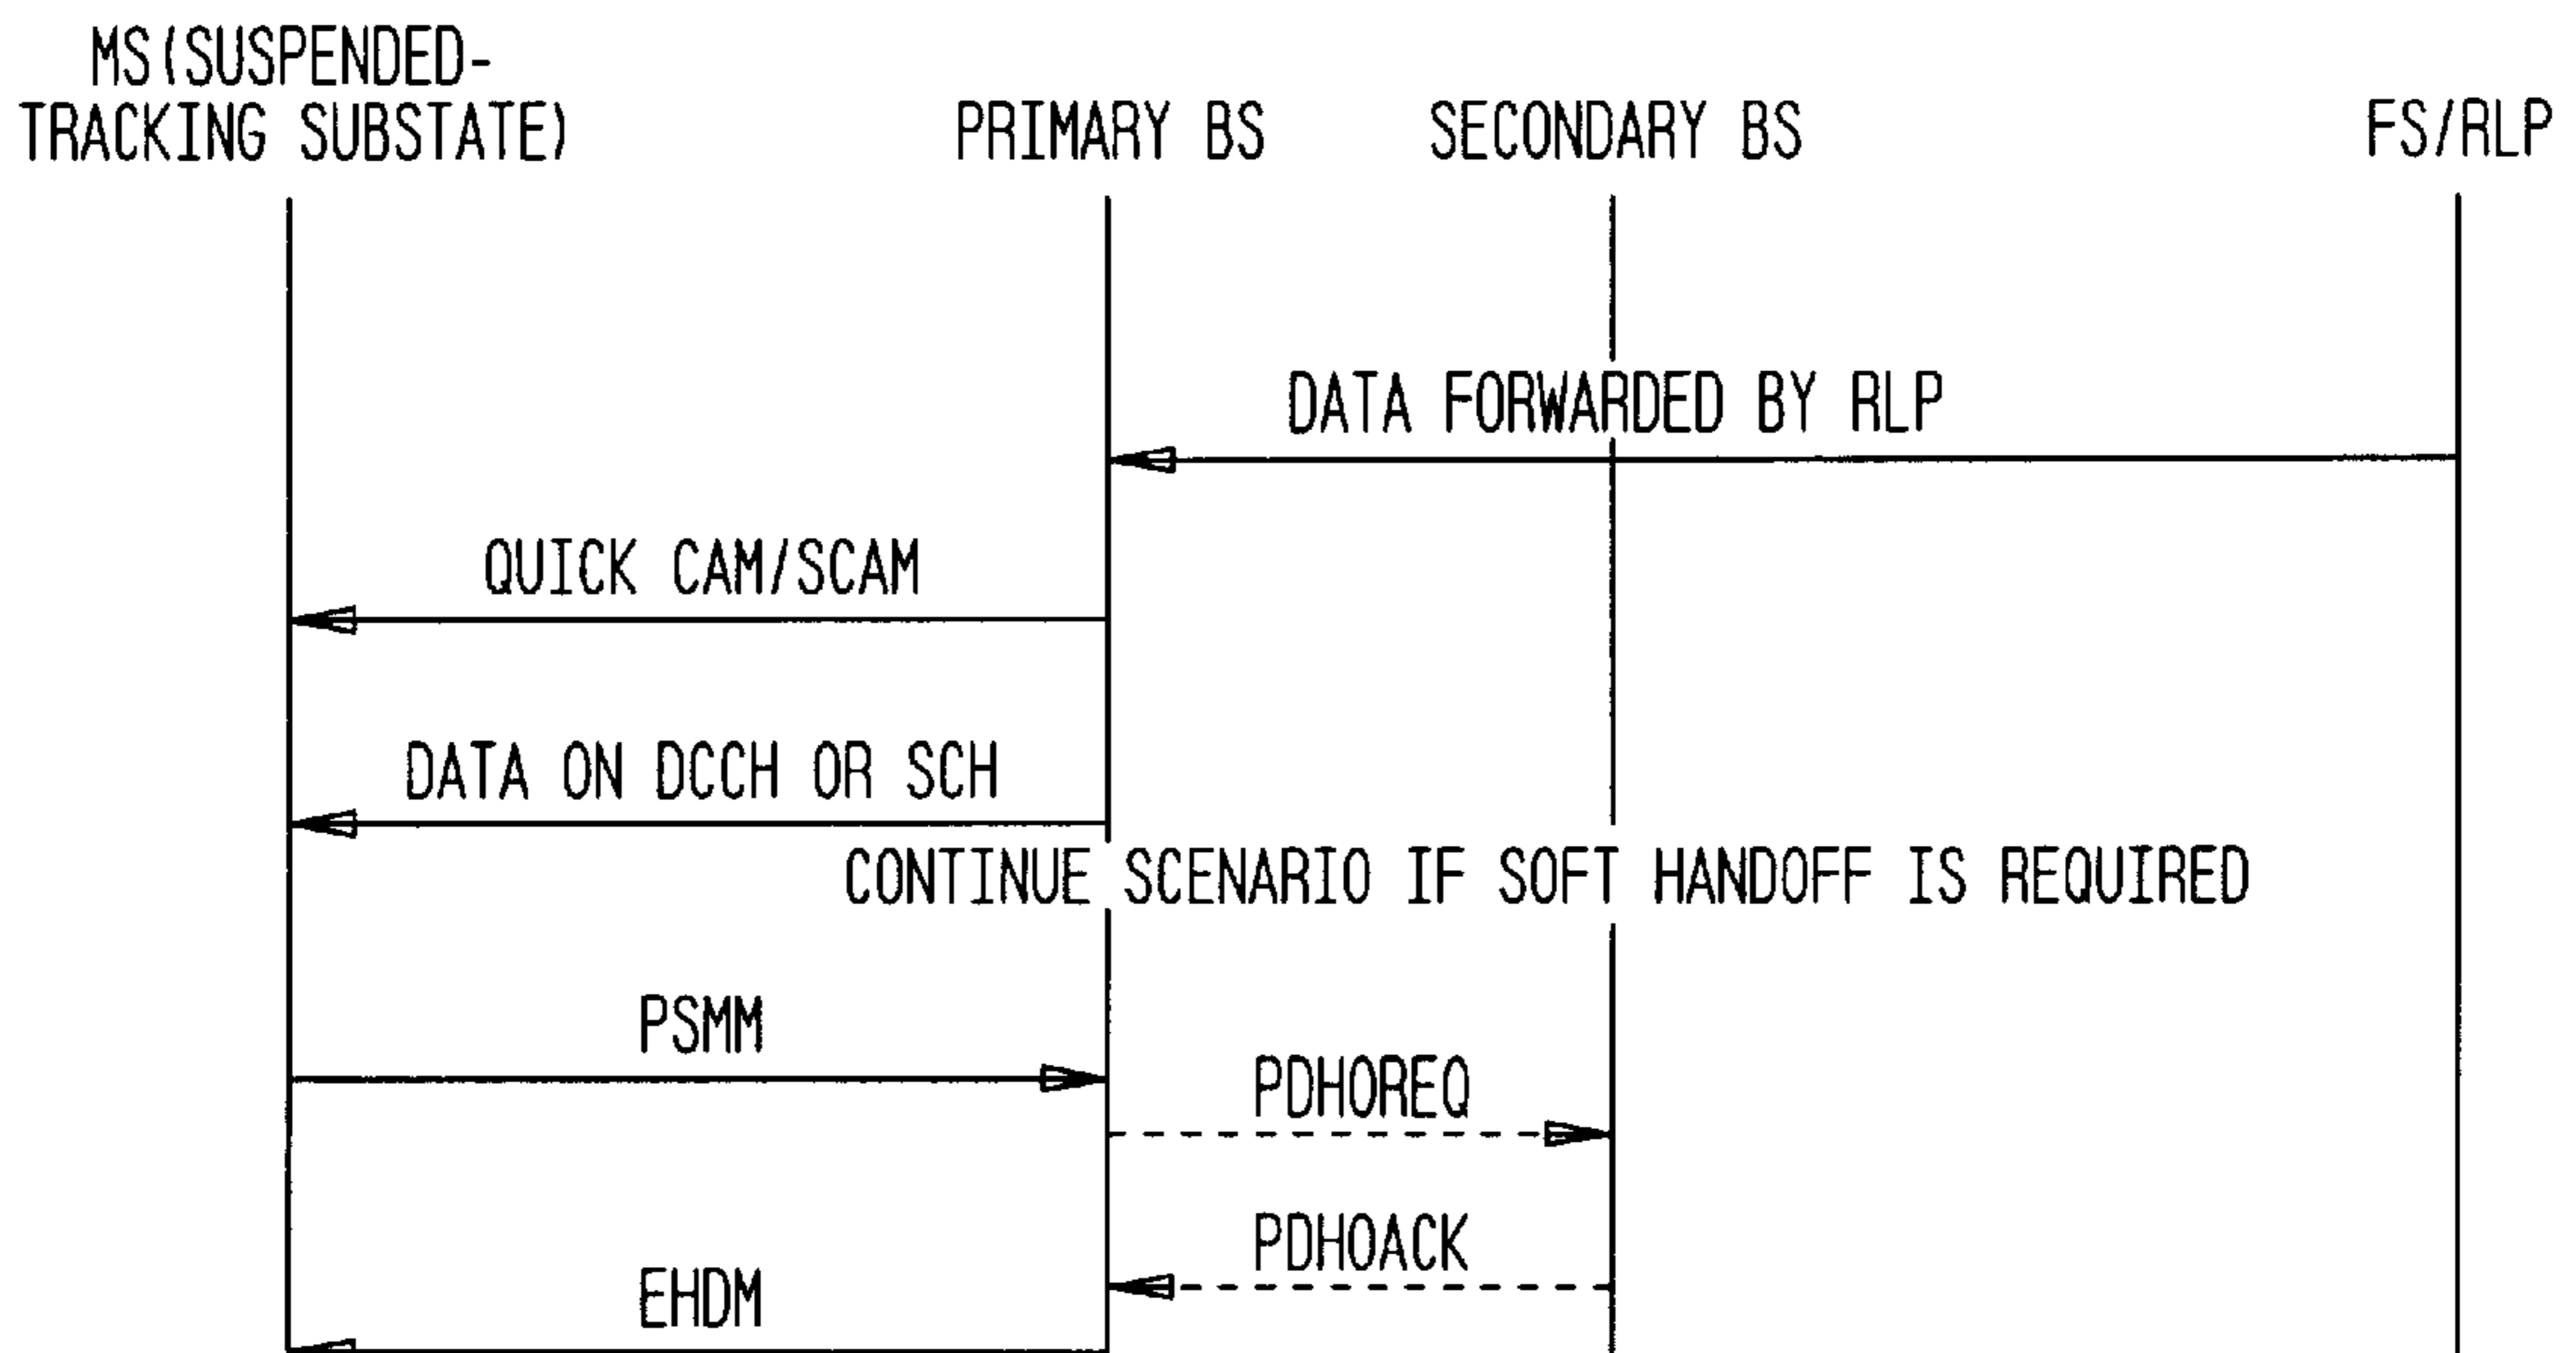 MS(SUSPENDED-
TRACKING SUBSTATE)
PRIMARY BS
SECONDARY BS
FS/RLP
DATA FORWARDED BY RLP
QUICK CAM/SCAM
DATA ON DCCH OR SCH
CONTINUE SCENARIO IF SOFT HANDOFF IS REQUIRED
PSMM
PDHOREQ
PDHOACK
EHDM